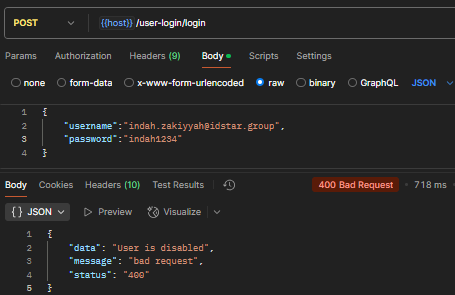 POST {{host}} /user-login/login
Params Authorization Headers (9) Body Scripts Settings
none form-data x-www-form-urlencoded raw binary GraphQL JSON
1 {
2 "username":"indah.zakiyyah@idstar.group",
3 "password":"indah1234"
4 }
Body Cookies Headers (10) Test Results 400 Bad Request • 718 ms •
{} JSON Preview Visualize
1 {
2 "data": "User is disabled",
3 "message": "bad request",
4 "status": "400"
5 }